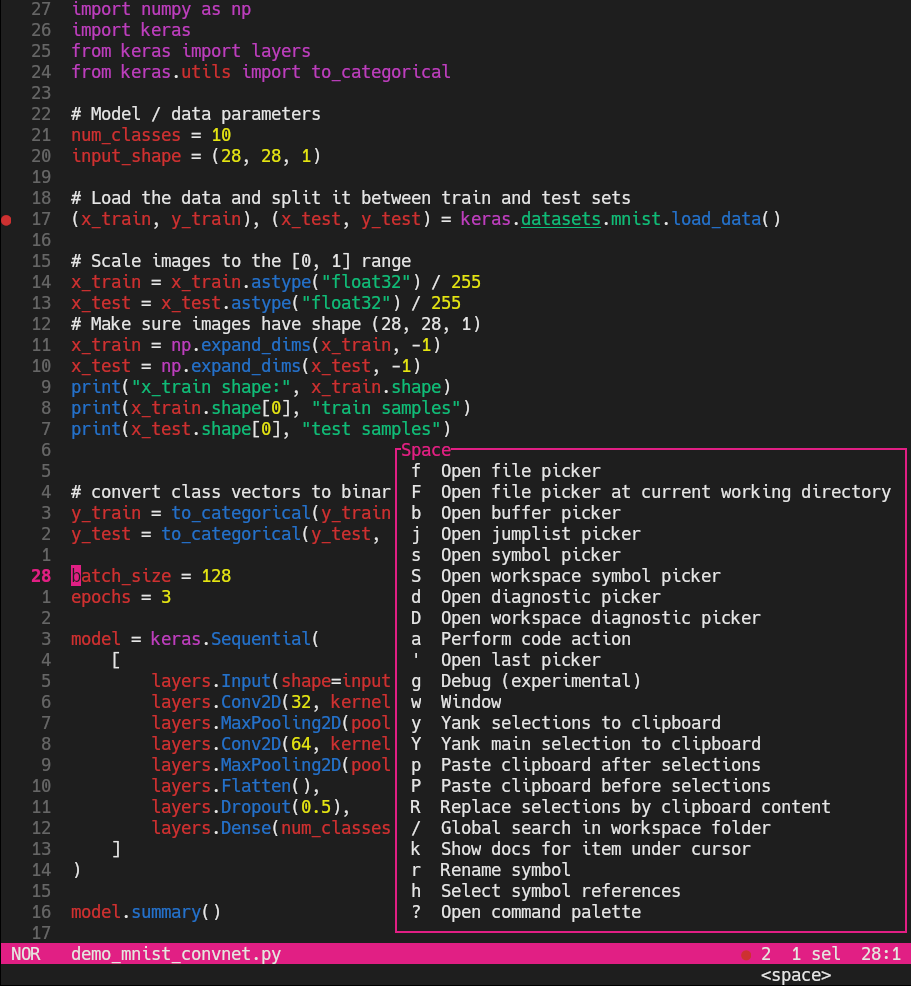 27 import numpy as np
26 import keras
25 from keras import layers
24 from keras.utils import to_categorical
23
22 # Model / data parameters
21 num_classes = 10
20 input_shape = (28, 28, 1)
19
18 # Load the data and split it between train and test sets
17 (x_train, y_train), (x_test, y_test) = keras.datasets.mnist.load_data()
16
15 # Scale images to the [0, 1] range
14 x_train = x_train.astype("float32") / 255
13 x_test = x_test.astype("float32") / 255
12 # Make sure images have shape (28, 28, 1)
11 x_train = np.expand_dims(x_train, -1)
10 x_test = np.expand_dims(x_test, -1)
9 print("x_train shape:", x_train.shape)
8 print(x_train.shape[0], "train samples")
7 print(x_test.shape[0], "test samples")
6
5
4 # convert class vectors to binar
3 y_train = to_categorical(y_train
2 y_test = to_categorical(y_test,
1
28 batch_size = 128
1 epochs = 3
2
3 model = keras.Sequential(
4     [
5         layers.Input(shape=input
6         layers.Conv2D(32, kernel
7         layers.MaxPooling2D(pool
8         layers.Conv2D(64, kernel
9         layers.MaxPooling2D(pool
10         layers.Flatten(),
11         layers.Dropout(0.5),
12         layers.Dense(num_classes
13     ]
14 )
15
16 model.summary()
17
Space
f Open file picker
F Open file picker at current working directory
b Open buffer picker
j Open jumplist picker
s Open symbol picker
S Open workspace symbol picker
d Open diagnostic picker
D Open workspace diagnostic picker
a Perform code action
' Open last picker
g Debug (experimental)
w Window
y Yank selections to clipboard
Y Yank main selection to clipboard
p Paste clipboard after selections
P Paste clipboard before selections
R Replace selections by clipboard content
/ Global search in workspace folder
k Show docs for item under cursor
r Rename symbol
h Select symbol references
? Open command palette
NOR demo_mnist_convnet.py 2 1 sel 28:1
<space>